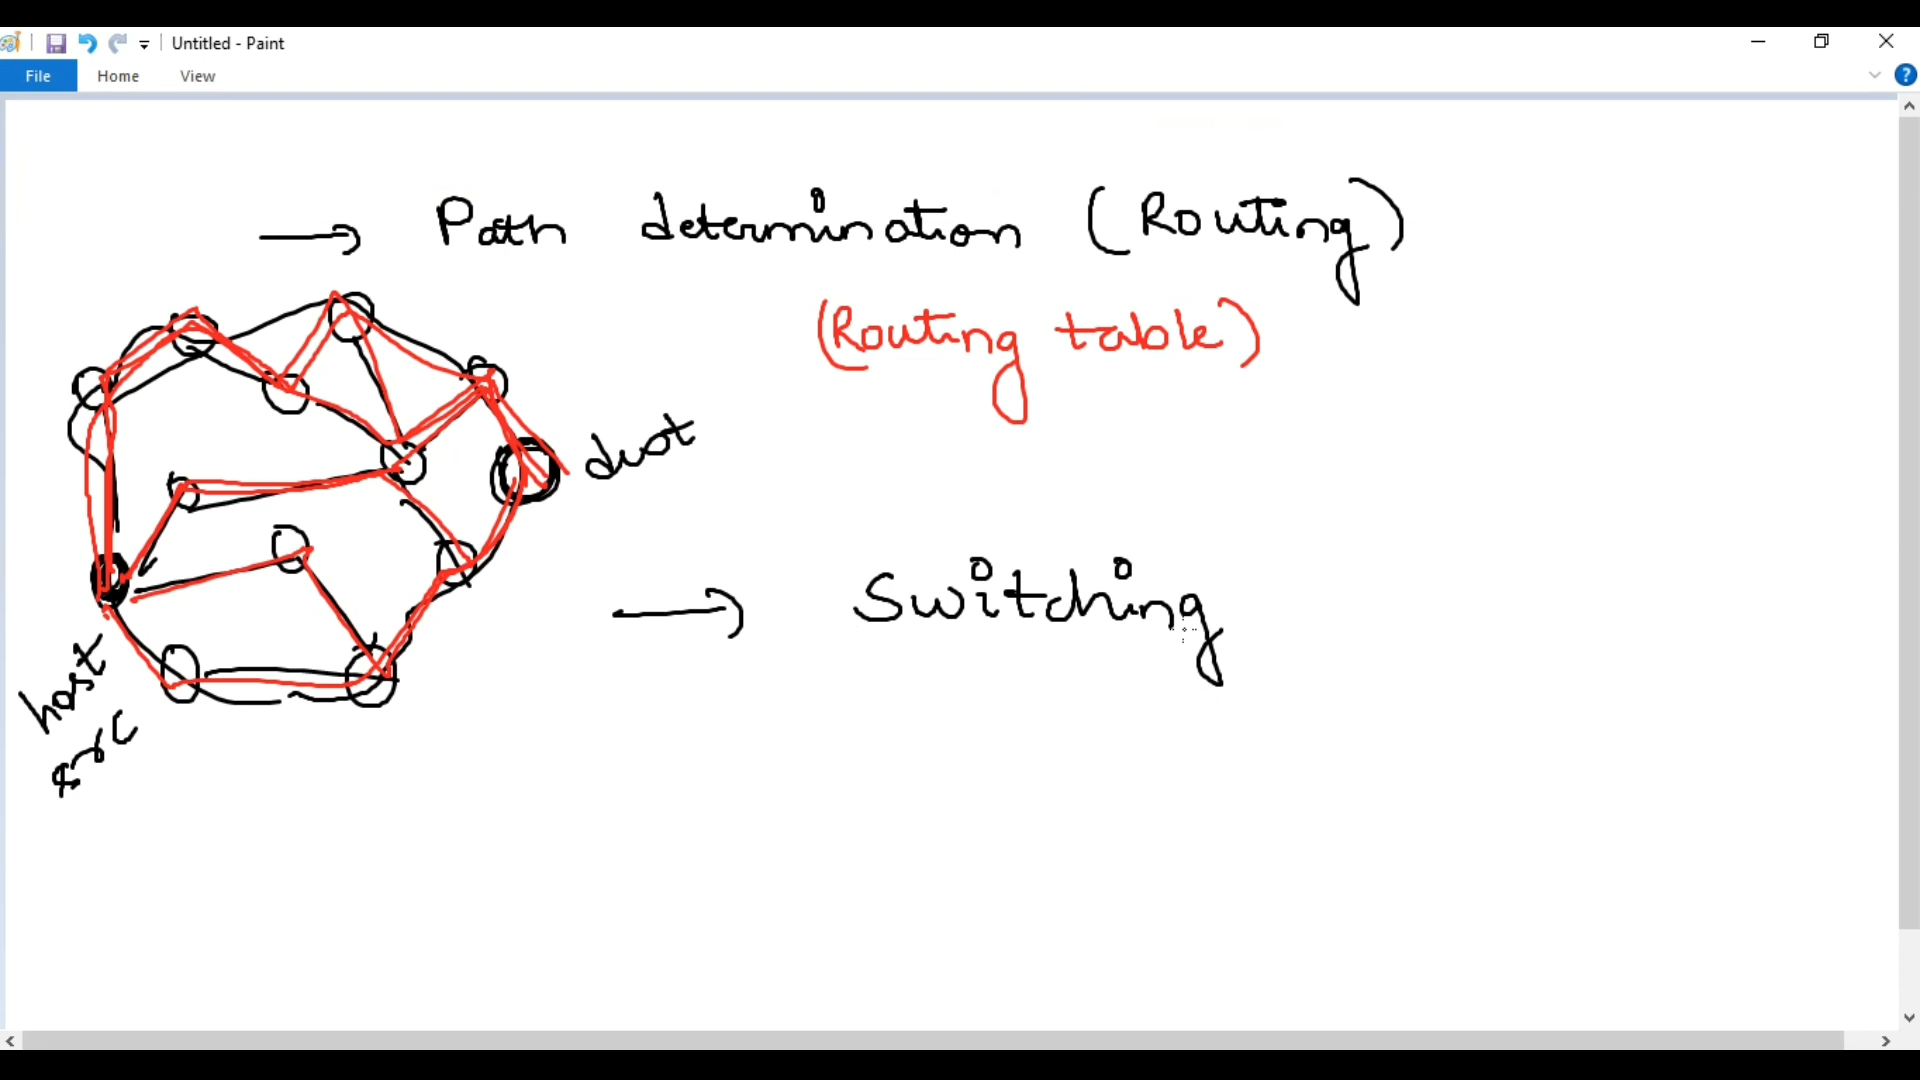 Untitled - Paint
File Home View
→ Path determination (Routing)
(Routing table)
dest
→ Switching
host
src